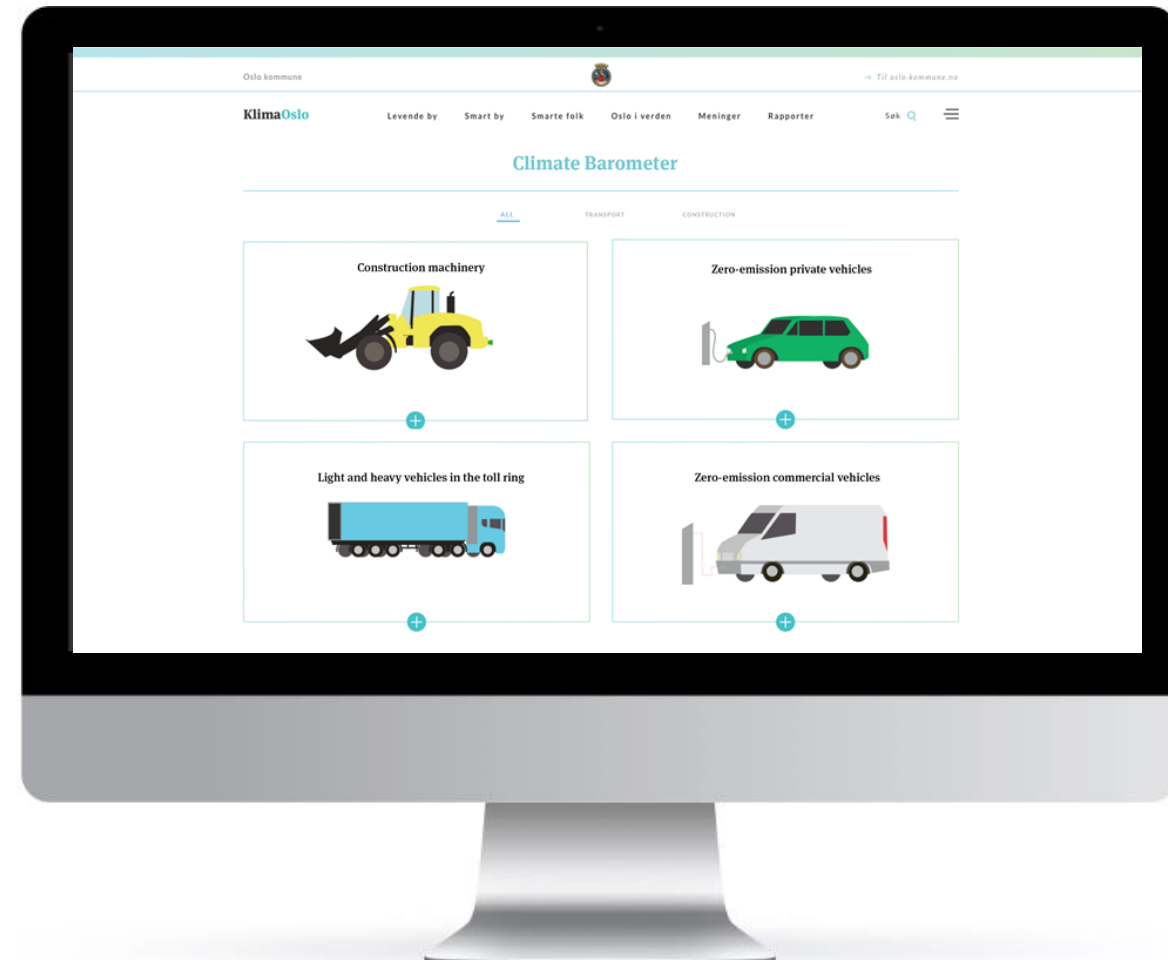 Oslo kommune
→ Til oslo.kommune.no
KlimaOslo
Levende by Smart by Smarte folk Oslo i verden Meninger Rapporter
Søk
Climate Barometer
ALL TRANSPORT CONSTRUCTION
Construction machinery
Zero-emission private vehicles
Light and heavy vehicles in the toll ring
Zero-emission commercial vehicles